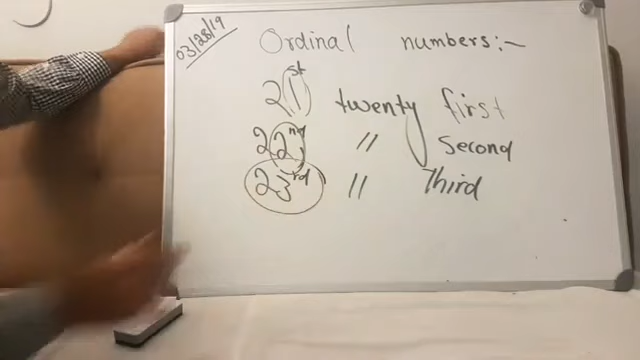 03/28/19
Ordinal numbers:-
21st twenty first
22nd " Second
23rd " Third